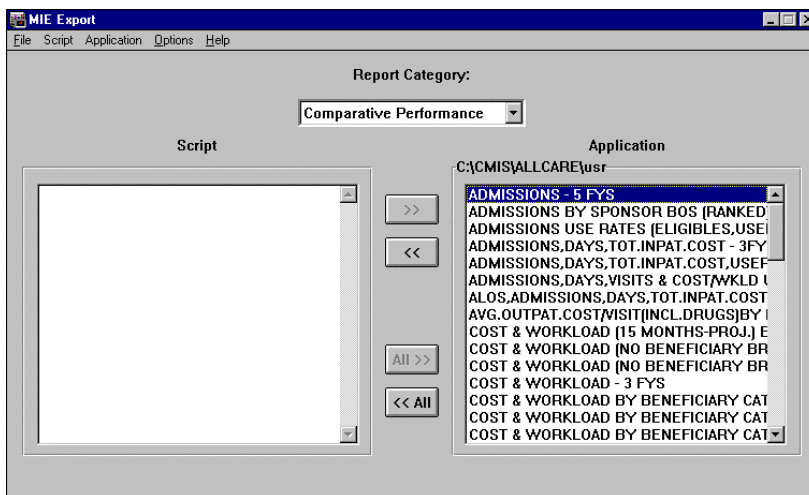 MIE Export
File Script Application Options Help
Report Category:
Comparative Performance
Script
Application
C:\CMIS\ALLCARE\usr
>>
<<
All >>
<< All
ADMISSIONS - 5 FYS
ADMISSIONS BY SPONSOR BOS (RANKED)
ADMISSIONS USE RATES (ELIGIBLES,USE
ADMISSIONS,DAYS,TOT.INPAT.COST - 3FY
ADMISSIONS,DAYS,TOT.INPAT.COST,USEF
ADMISSIONS,DAYS,VISITS & COST/WKLD U
ALOS,ADMISSIONS,DAYS,TOT.INPAT.COST
AVG.OUTPAT.COST/VISIT(INCL.DRUGS)BY
COST & WORKLOAD (15 MONTHS-PROJ.) E
COST & WORKLOAD (NO BENEFICIARY BR
COST & WORKLOAD (NO BENEFICIARY BR
COST & WORKLOAD - 3 FYS
COST & WORKLOAD BY BENEFICIARY CAT
COST & WORKLOAD BY BENEFICIARY CAT
COST & WORKLOAD BY BENEFICIARY CAT